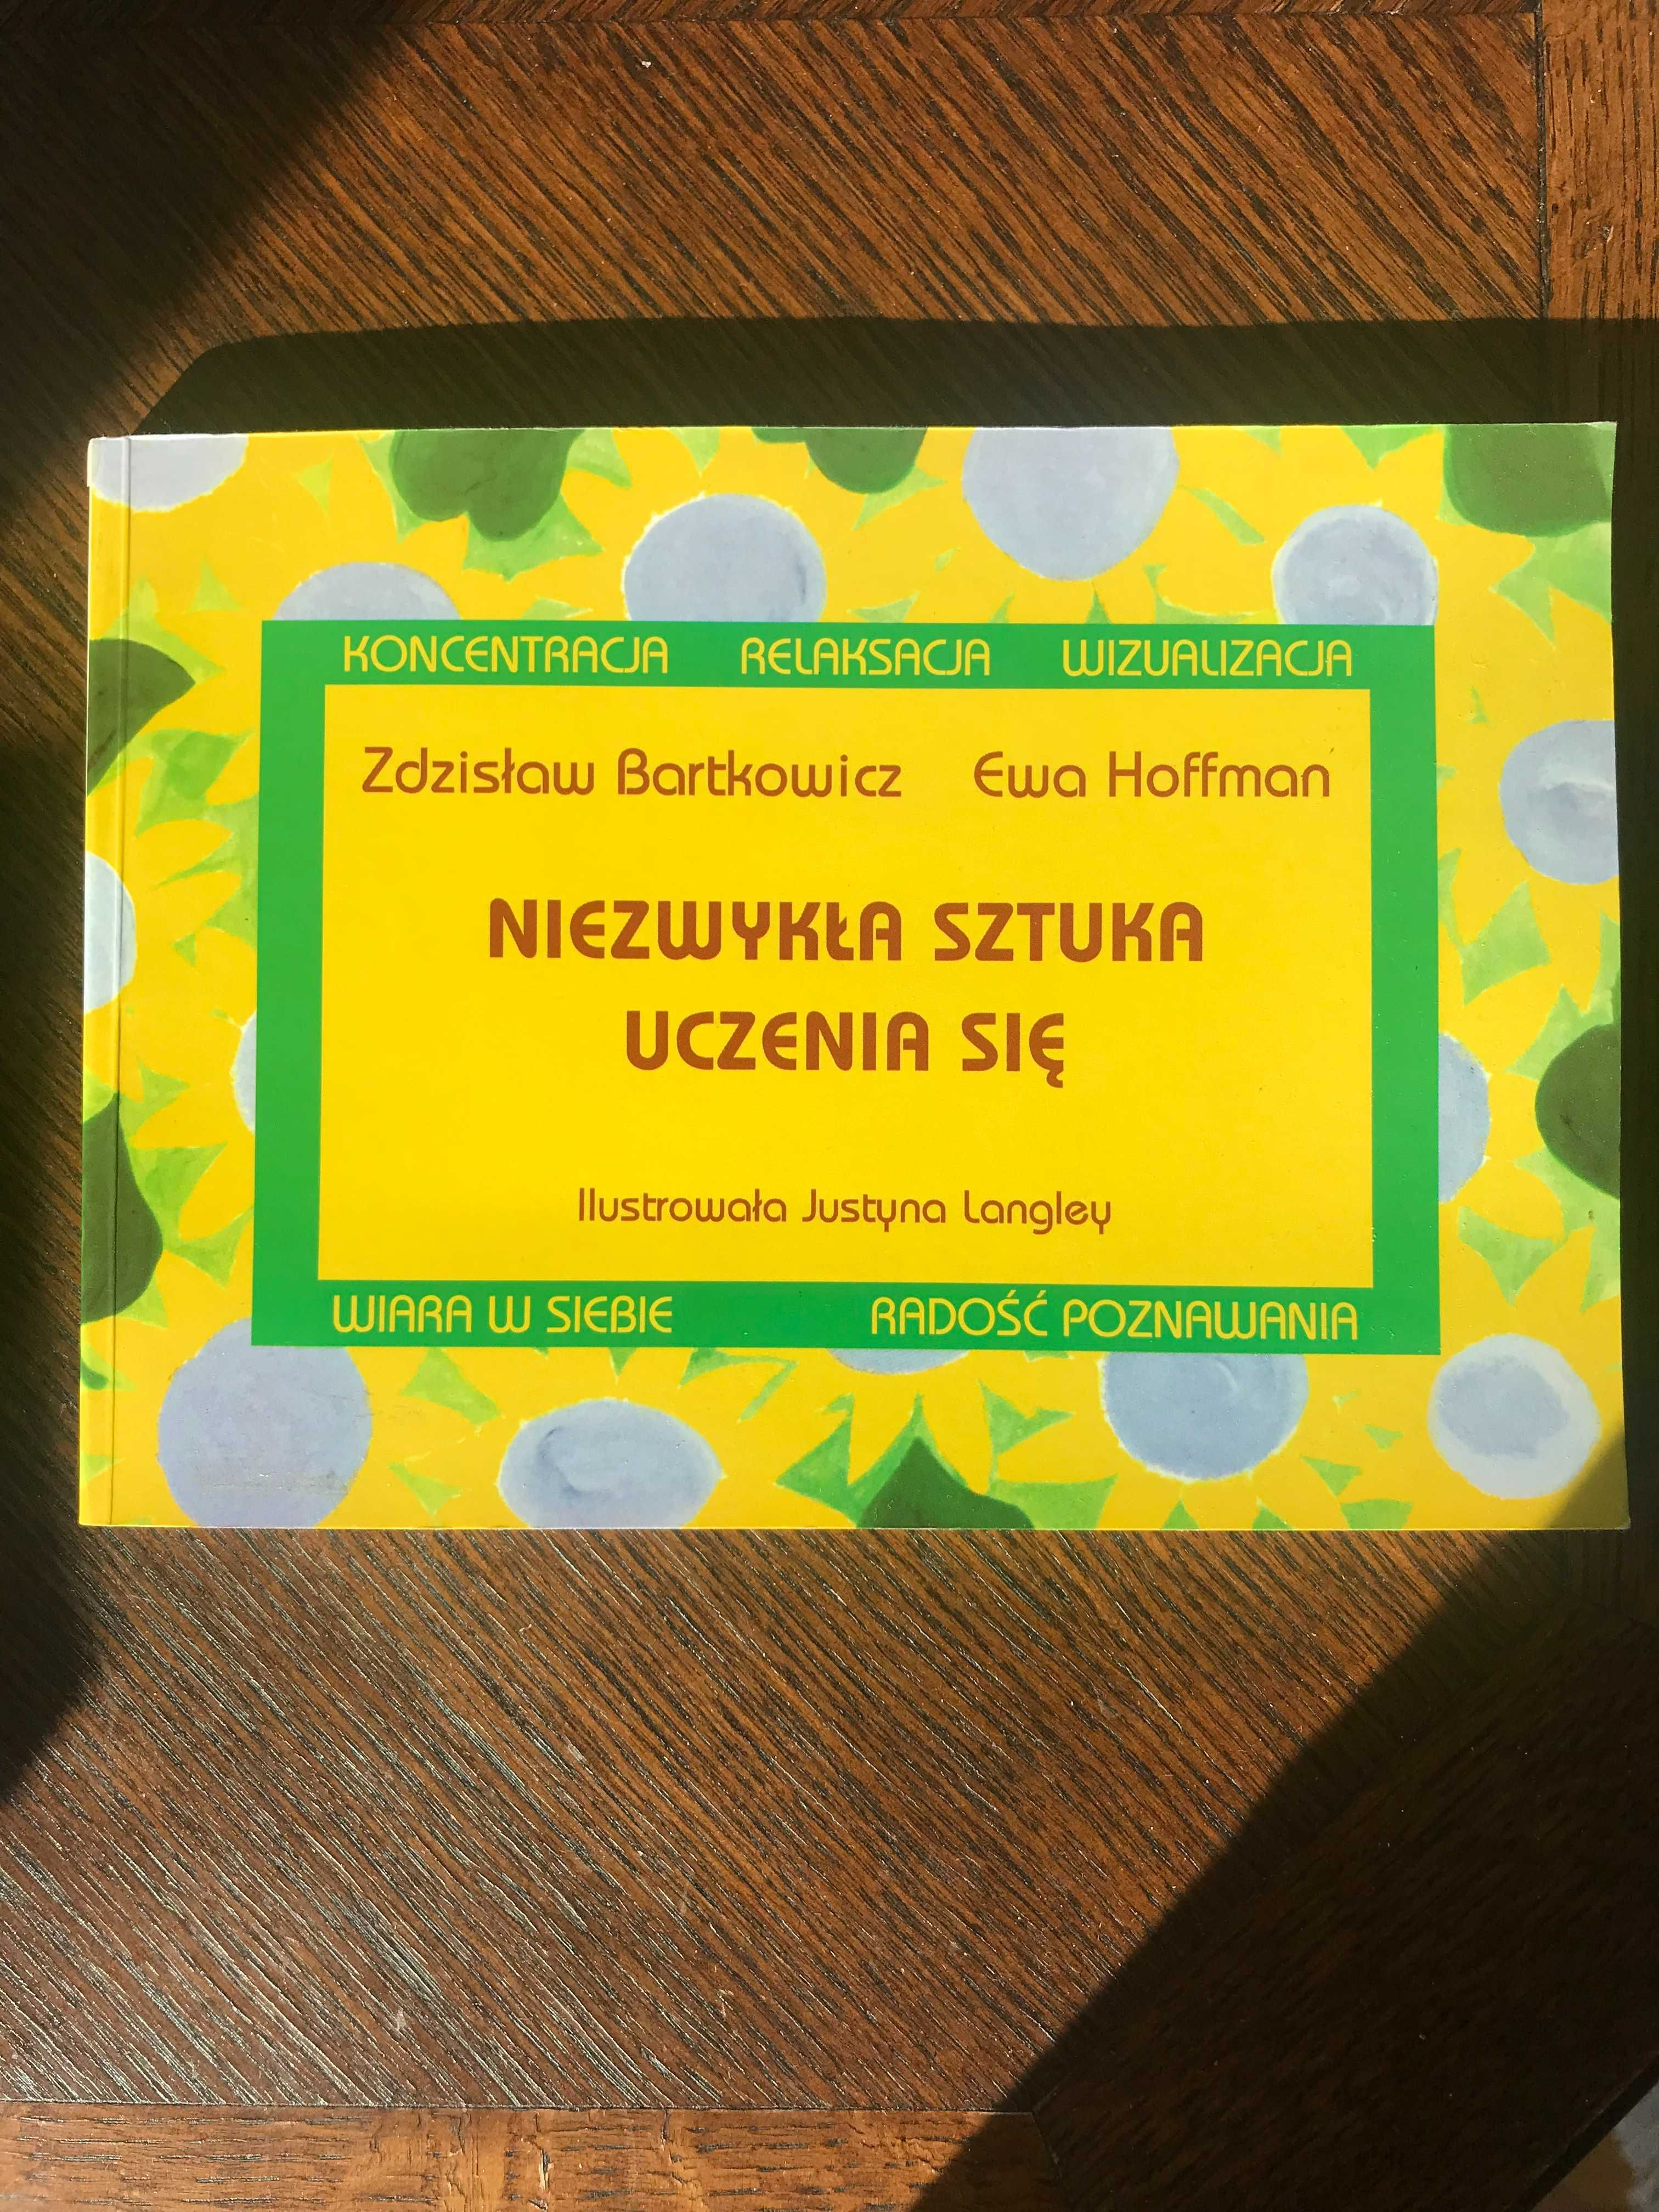 KONCENTRACJA RELAKSACJA WIZUALIZACJA
Zdzisław Bartkowicz Ewa Hoffman
NIEZWYKŁA SZTUKA
UCZENIA SIĘ
Ilustrowała Justyna Langley
WIARA W SIEBIE RADOŚĆ POZNAWANIA